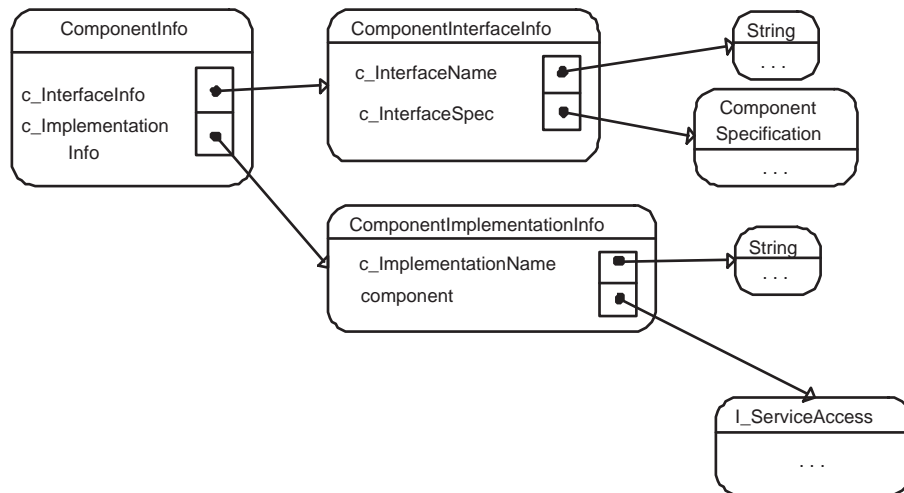 ComponentInfo
c_InterfaceInfo
c_Implementation
Info
ComponentInterfaceInfo
c_InterfaceName
c_InterfaceSpec
String
. . .
Component
Specification
. . .
ComponentImplementationInfo
c_ImplementationName
component
String
. . .
I_ServiceAccess
. . .